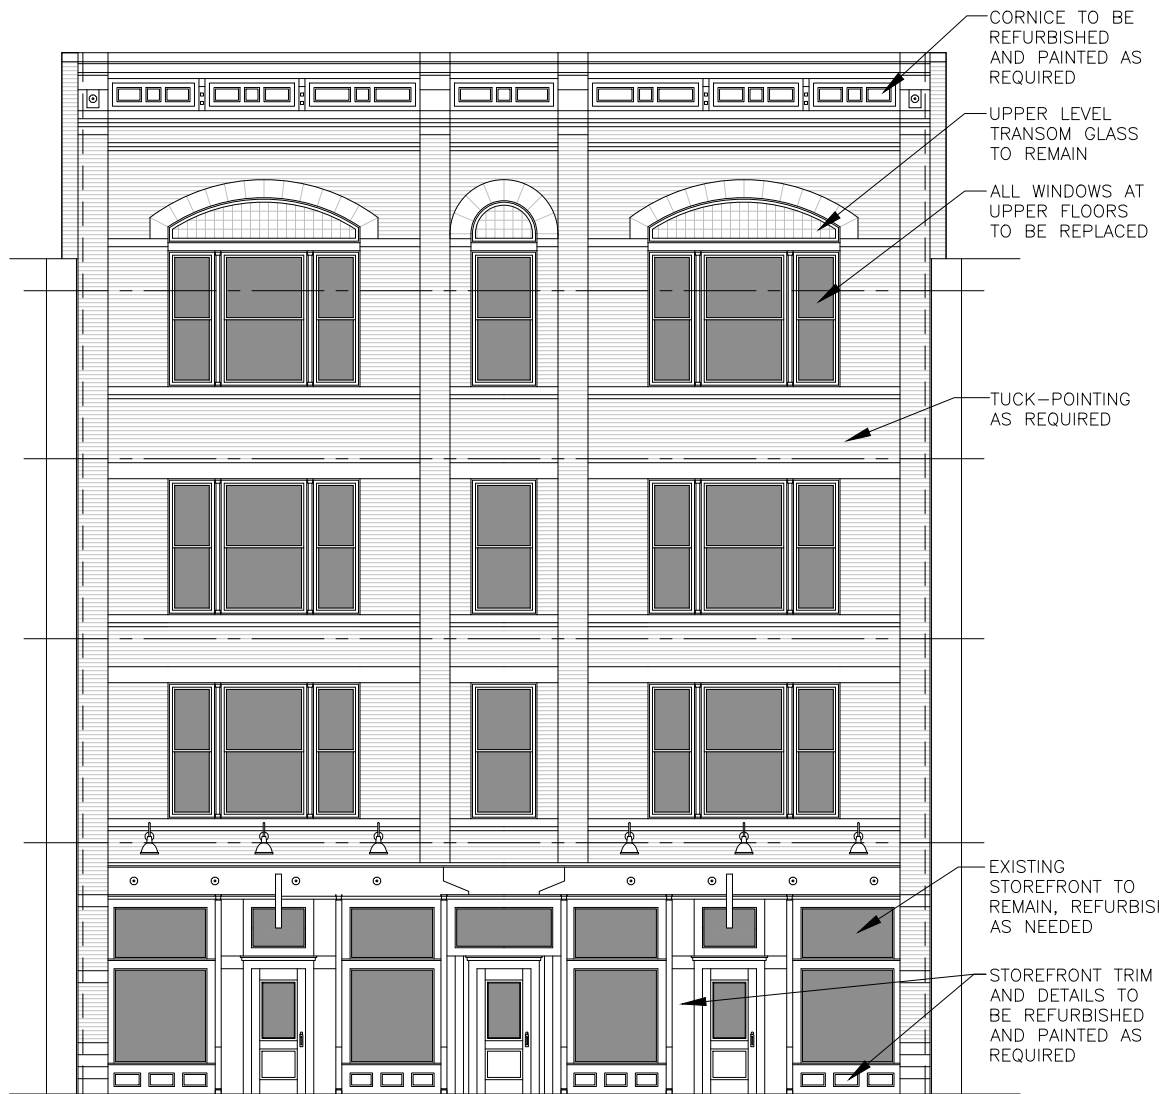 CORNICE TO BE
REFURBISHED
AND PAINTED AS
REQUIRED
UPPER LEVEL
TRANSOM GLASS
TO REMAIN
ALL WINDOWS AT
UPPER FLOORS
TO BE REPLACED
TUCK-POINTING
AS REQUIRED
EXISTING
STOREFRONT TO
REMAIN, REFURBISI
AS NEEDED
STOREFRONT TRIM
AND DETAILS TO
BE REFURBISHED
AND PAINTED AS
REQUIRED